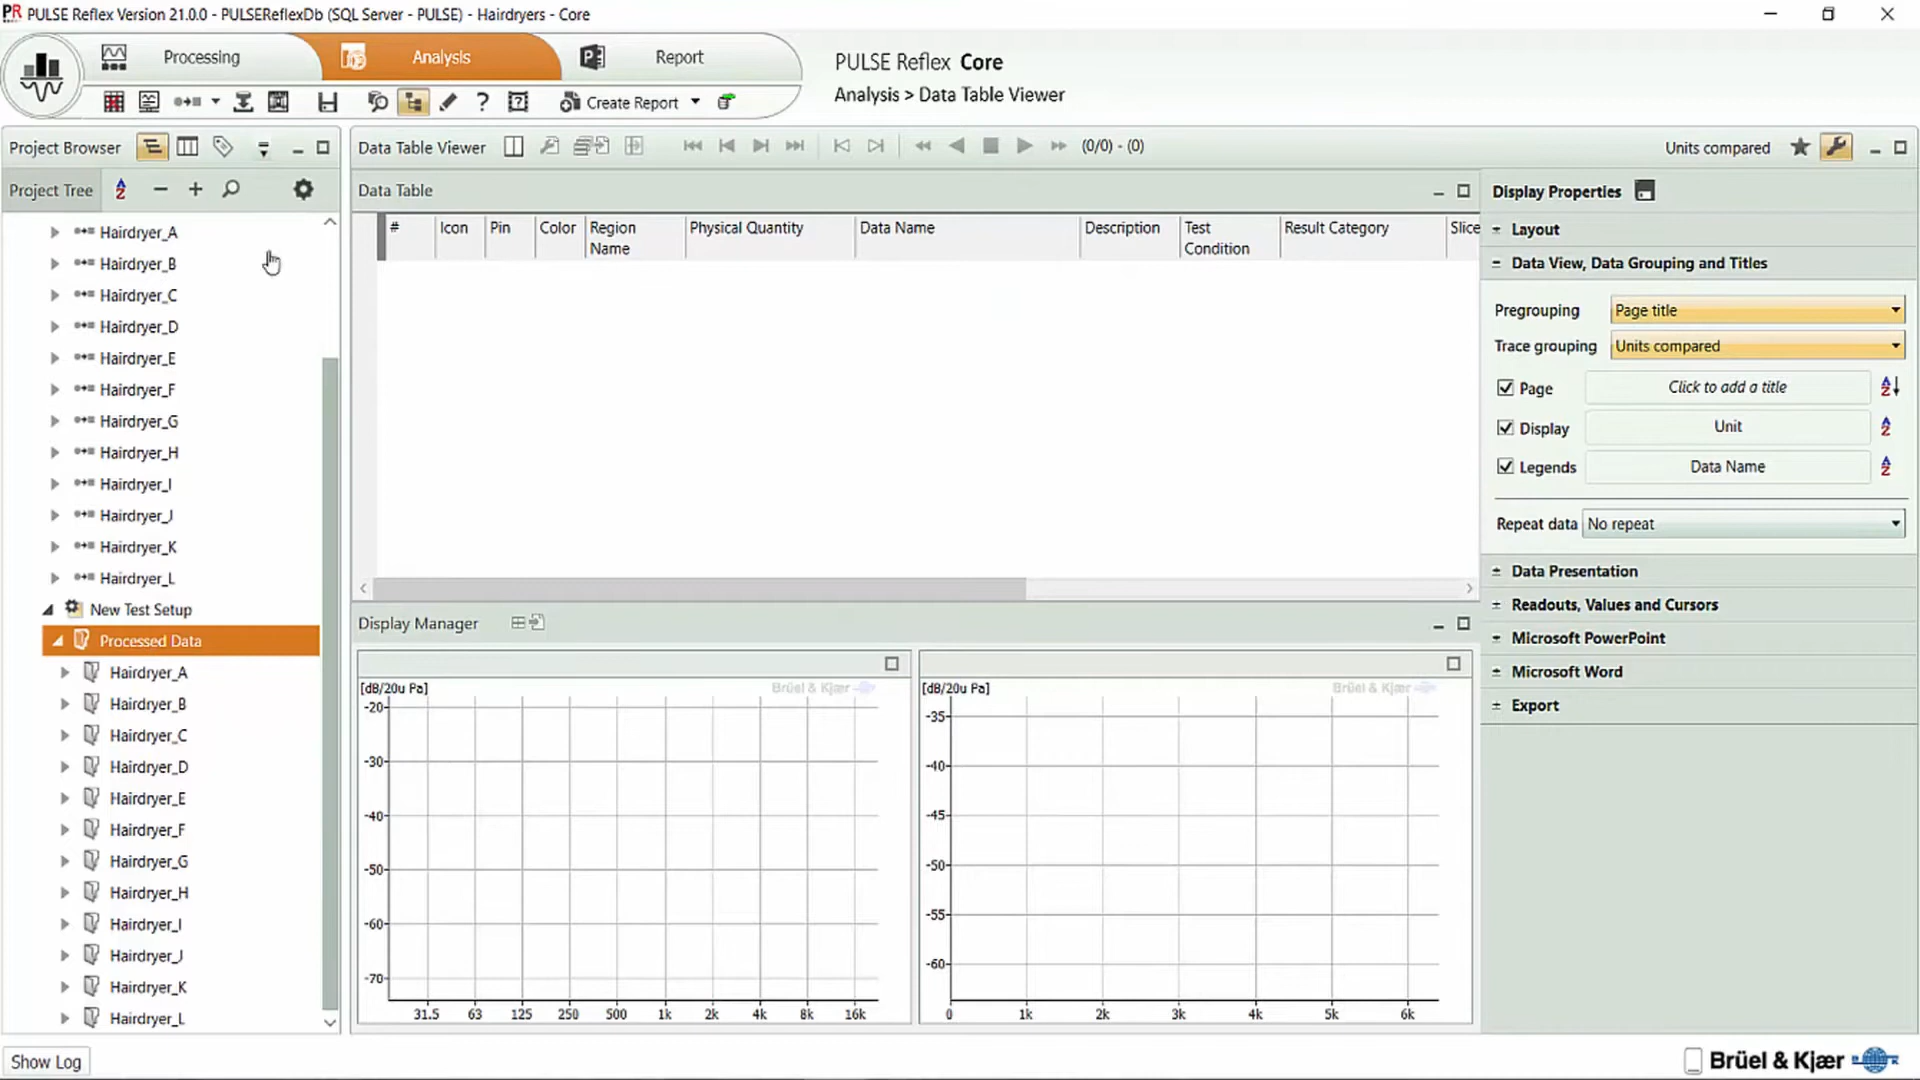 PR PULSE Reflex Version 21.0.0 - PULSEReflexDb (SQL Server - PULSE) - Hairdryers - Core
Processing
Analysis
Report
PULSE Reflex Core
Analysis > Data Table Viewer
Create Report
Project Browser
Project Tree
Hairdryer_A
Hairdryer_B
Hairdryer_C
Hairdryer_D
Hairdryer_E
Hairdryer_F
Hairdryer_G
Hairdryer_H
Hairdryer_I
Hairdryer_J
Hairdryer_K
Hairdryer_L
New Test Setup
Processed Data
Hairdryer_A
Hairdryer_B
Hairdryer_C
Hairdryer_D
Hairdryer_E
Hairdryer_F
Hairdryer_G
Hairdryer_H
Hairdryer_I
Hairdryer_J
Hairdryer_K
Hairdryer_L
Show Log
Data Table Viewer
(0/0) - (0)
Units compared
Data Table
# Icon Pin Color Region Name Physical Quantity Data Name Description Test Condition Result Category Slice
Display Manager
[dB/20u Pa]
Brüel & Kjær
-20
-30
-40
-50
-60
-70
31.5 63 125 250 500 1k 2k 4k 8k 16k
[dB/20u Pa]
Brüel & Kjær
-35
-40
-45
-50
-55
-60
0 1k 2k 3k 4k 5k 6k
Display Properties
Layout
Data View, Data Grouping and Titles
Pregrouping Page title
Trace grouping Units compared
Page Click to add a title
Display Unit
Legends Data Name
Repeat data No repeat
Data Presentation
Readouts, Values and Cursors
Microsoft PowerPoint
Microsoft Word
Export
Brüel & Kjær